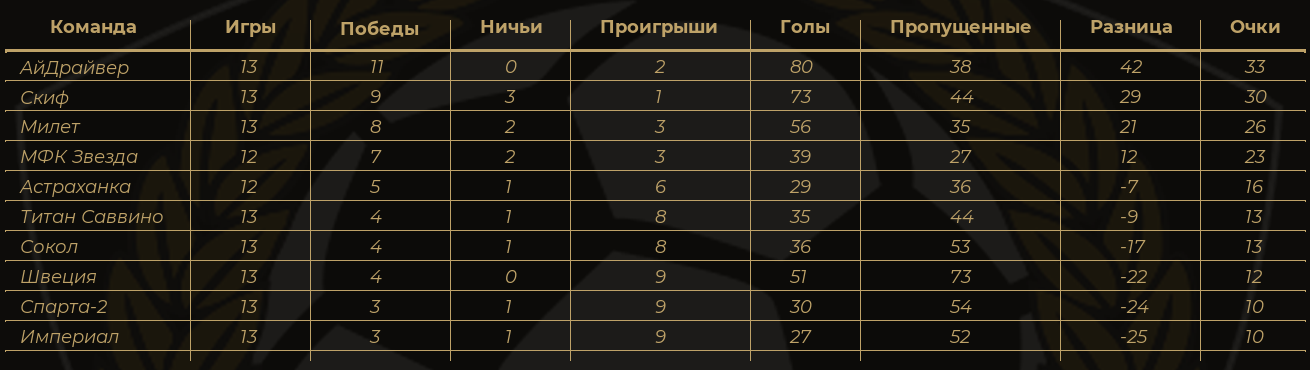 Команда Игры Победы Ничьи Проигрыши Голы Пропущенные Разница Очки
АйДрайвер 13 11 0 2 80 38 42 33
Скиф 13 9 3 1 73 44 29 30
Милет 13 8 2 3 56 35 21 26
МФК Звезда 12 7 2 3 39 27 12 23
Астраханка 12 5 1 6 29 36 -7 16
Титан Саввино 13 4 1 8 35 44 -9 13
Сокол 13 4 1 8 36 53 -17 13
Швеция 13 4 0 9 51 73 -22 12
Спарта-2 13 3 1 9 30 54 -24 10
Империал 13 3 1 9 27 52 -25 10